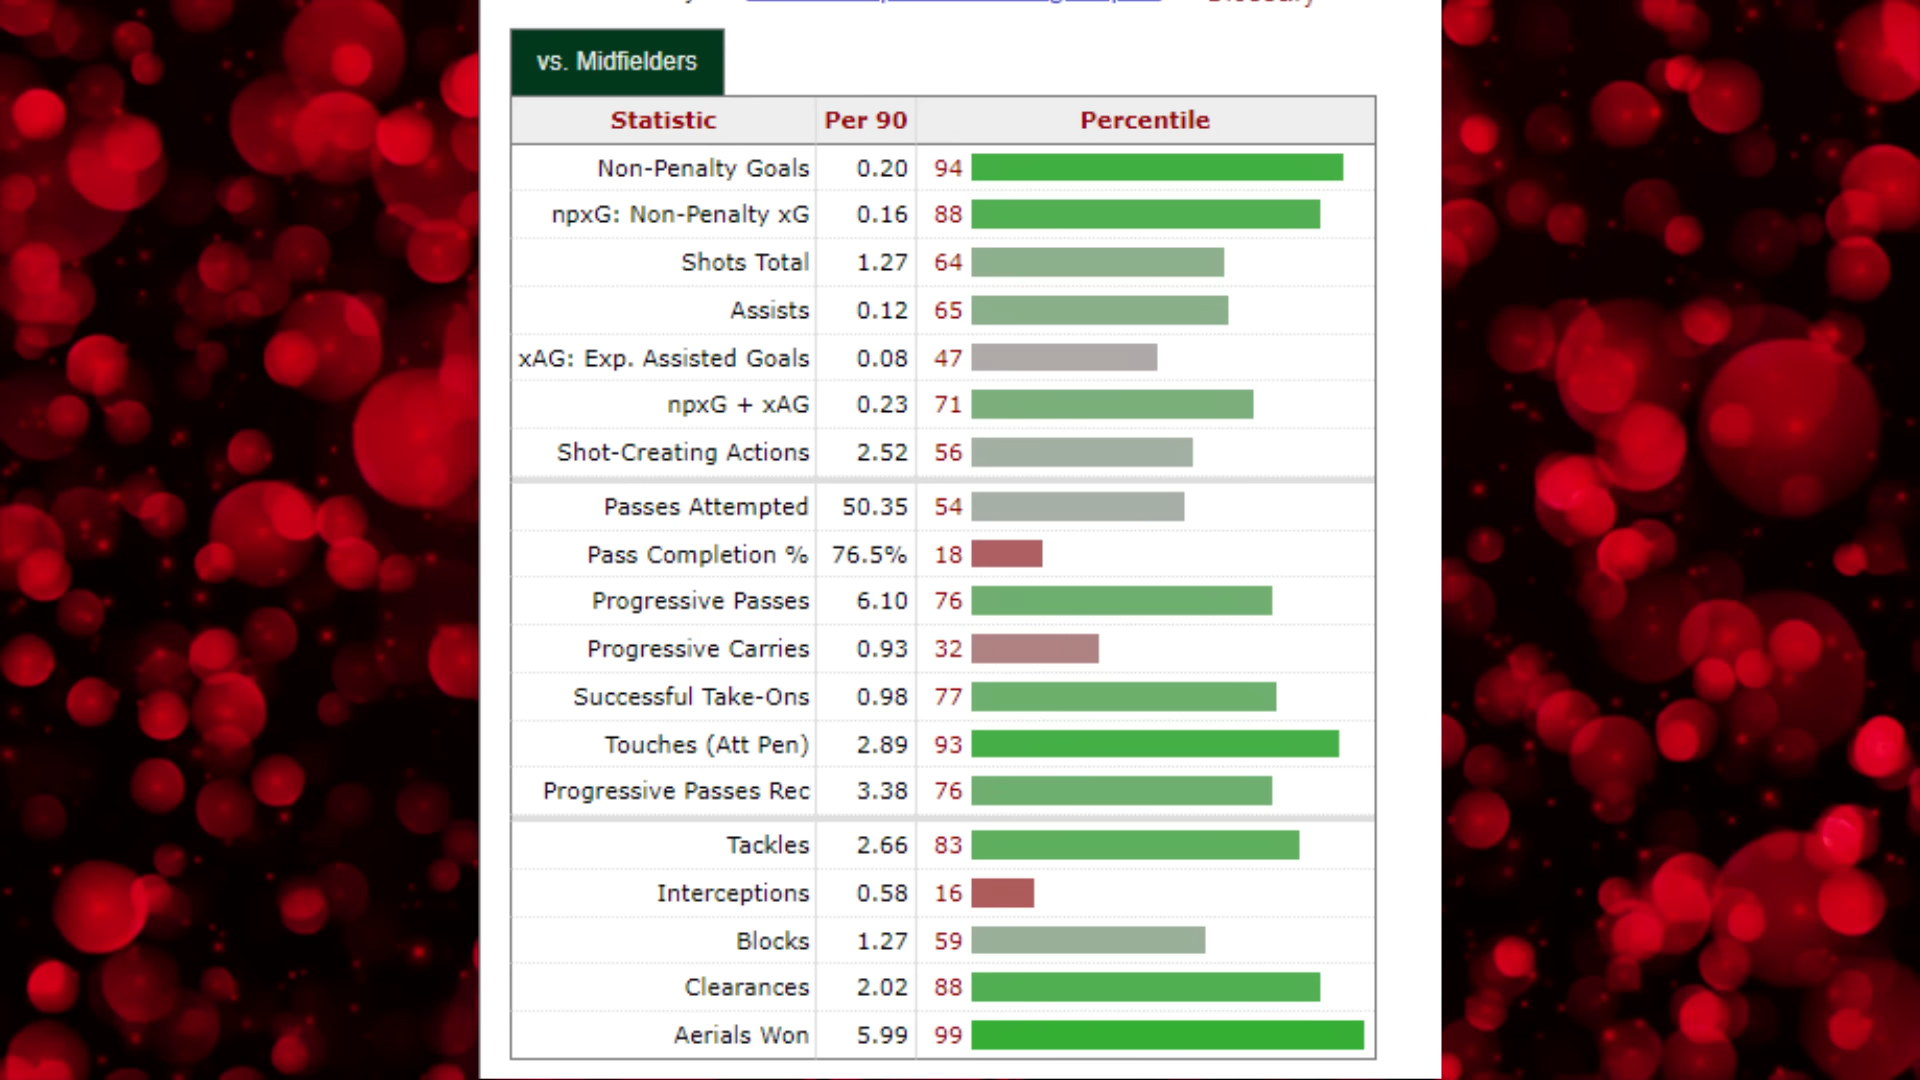 vs. Midfielders
Statistic Per 90 Percentile
Non-Penalty Goals 0.20 94
npxG: Non-Penalty xG 0.16 88
Shots Total 1.27 64
Assists 0.12 65
xAG: Exp. Assisted Goals 0.08 47
npxG + xAG 0.23 71
Shot-Creating Actions 2.52 56
Passes Attempted 50.35 54
Pass Completion % 76.5% 18
Progressive Passes 6.10 76
Progressive Carries 0.93 32
Successful Take-Ons 0.98 77
Touches (Att Pen) 2.89 93
Progressive Passes Rec 3.38 76
Tackles 2.66 83
Interceptions 0.58 16
Blocks 1.27 59
Clearances 2.02 88
Aerials Won 5.99 99